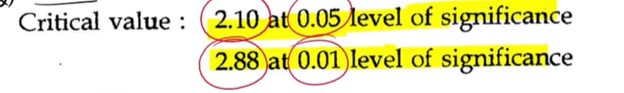 Critical value : 2.10 at 0.05 level of significance
2.88 at 0.01 level of significance